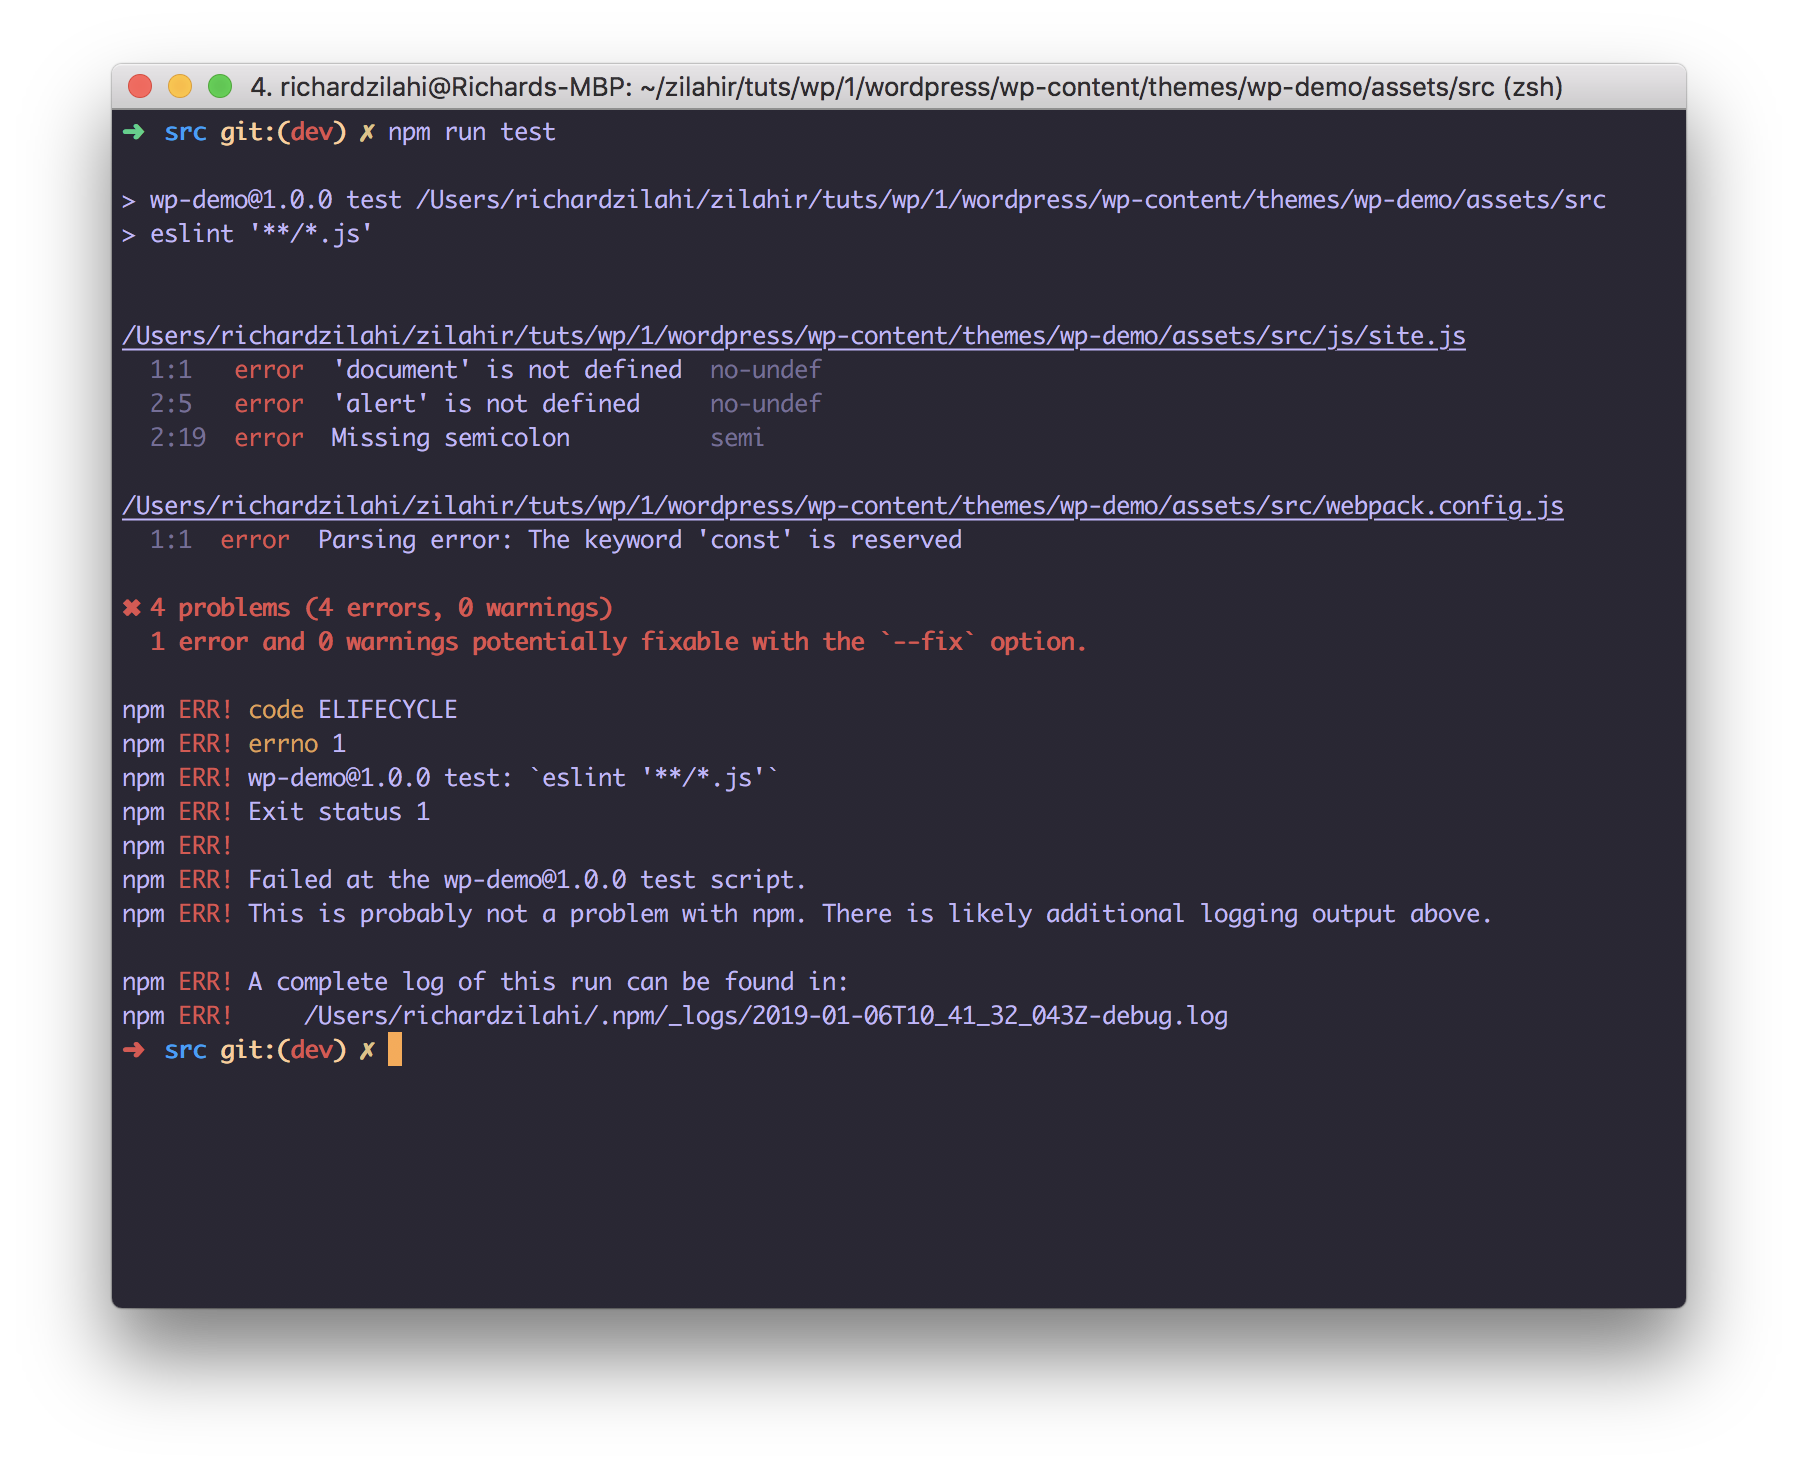 4. richardzilahi@Richards-MBP: ~/zilahir/tuts/wp/1/wordpress/wp-content/themes/wp-demo/assets/src (zsh)
➜  src git:(dev) ✗ npm run test
> wp-demo@1.0.0 test /Users/richardzilahi/zilahir/tuts/wp/1/wordpress/wp-content/themes/wp-demo/assets/src
> eslint '**/*.js'
/Users/richardzilahi/zilahir/tuts/wp/1/wordpress/wp-content/themes/wp-demo/assets/src/js/site.js
  1:1   error  'document' is not defined  no-undef
  2:5   error  'alert' is not defined     no-undef
  2:19  error  Missing semicolon          semi
/Users/richardzilahi/zilahir/tuts/wp/1/wordpress/wp-content/themes/wp-demo/assets/src/webpack.config.js
  1:1  error  Parsing error: The keyword 'const' is reserved
✖ 4 problems (4 errors, 0 warnings)
  1 error and 0 warnings potentially fixable with the `--fix` option.
npm ERR! code ELIFECYCLE
npm ERR! errno 1
npm ERR! wp-demo@1.0.0 test: `eslint '**/*.js'`
npm ERR! Exit status 1
npm ERR!
npm ERR! Failed at the wp-demo@1.0.0 test script.
npm ERR! This is probably not a problem with npm. There is likely additional logging output above.
npm ERR! A complete log of this run can be found in:
npm ERR!     /Users/richardzilahi/.npm/_logs/2019-01-06T10_41_32_043Z-debug.log
➜  src git:(dev) ✗